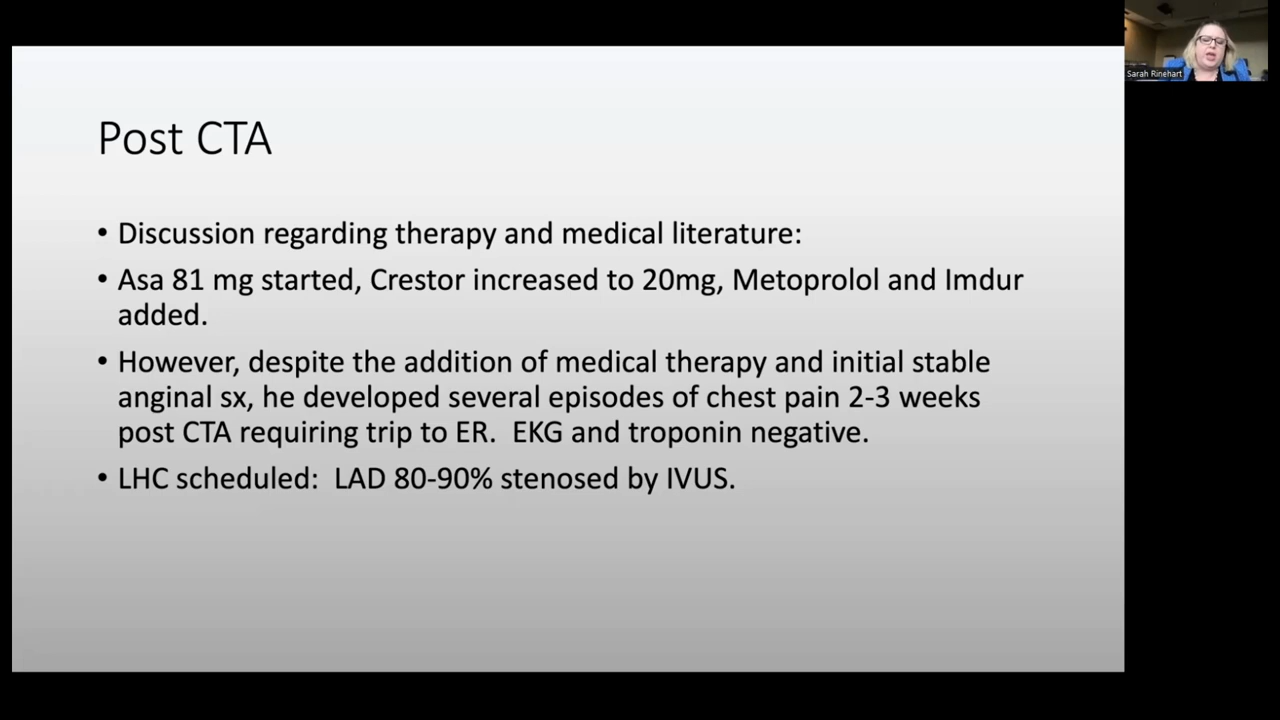 Sarah Rinehart
Post CTA
• Discussion regarding therapy and medical literature:
• Asa 81 mg started, Crestor increased to 20mg, Metoprolol and Imdur
added.
• However, despite the addition of medical therapy and initial stable
anginal sx, he developed several episodes of chest pain 2-3 weeks
post CTA requiring trip to ER.  EKG and troponin negative.
• LHC scheduled:  LAD 80-90% stenosed by IVUS.